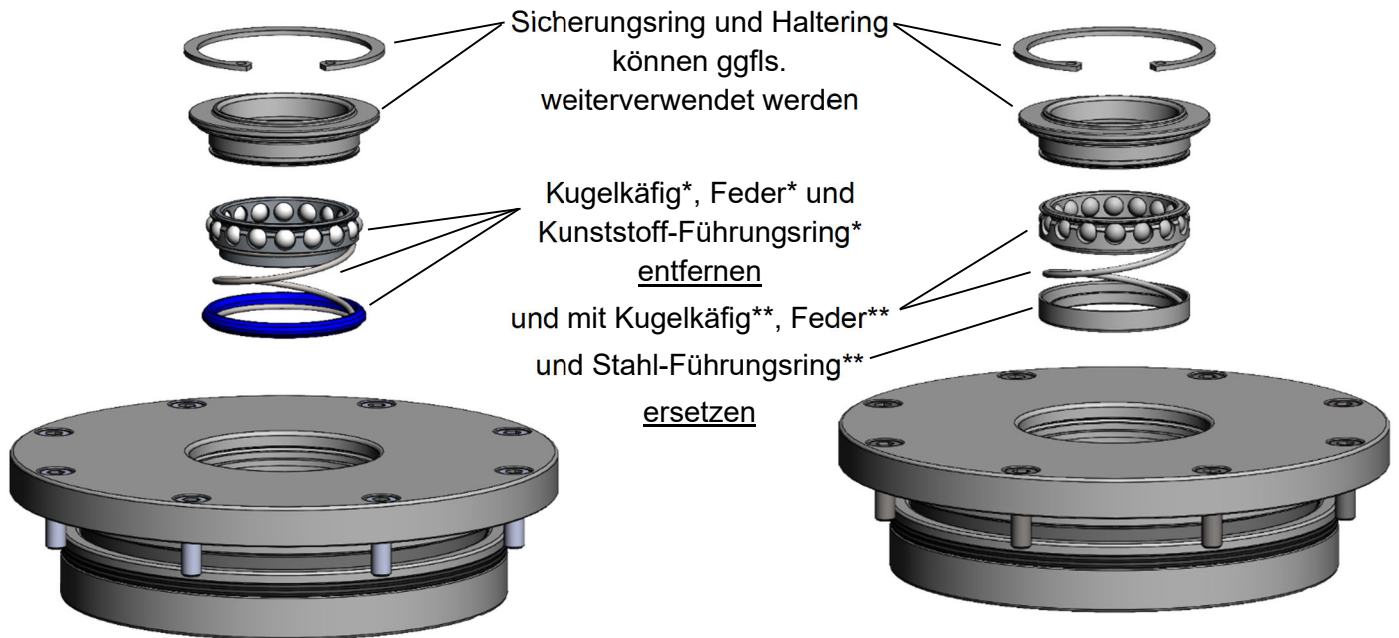 Sicherungsring und Haltering
können ggfls.
weiterverwendet werden
Kugelkäfig*, Feder* und
Kunststoff-Führungsring*
entfernen
und mit Kugelkäfig**, Feder**
und Stahl-Führungsring**
ersetzen